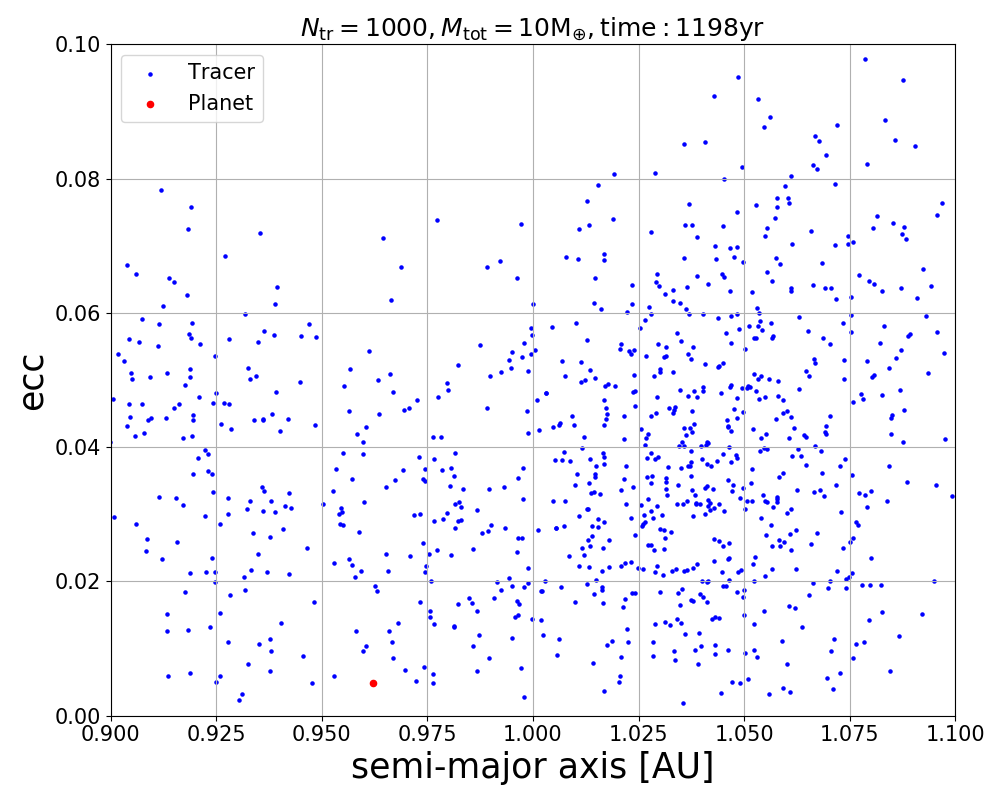 N_tr = 1000, M_tot = 10M_⊕, time : 1198yr
Tracer
Planet
ecc
0.10
0.08
0.06
0.04
0.02
0.00
0.900 0.925 0.950 0.975 1.000 1.025 1.050 1.075 1.100
semi-major axis [AU]